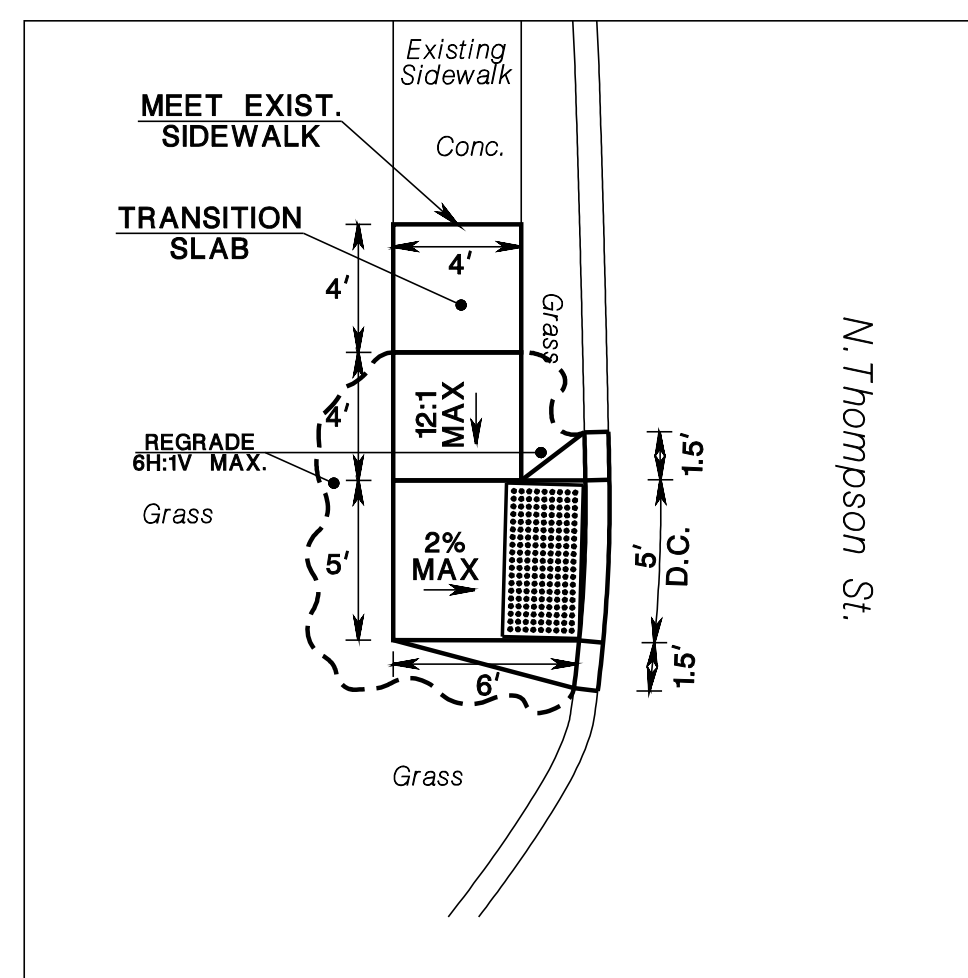 Existing
Sidewalk
MEET EXIST.
SIDEWALK
Conc.
TRANSITION
SLAB
4'
4'
Grass
N. Thompson St.
4'
12:1
MAX
REGRADE
6H:1V MAX.
1.5'
Grass
2%
MAX
5'
5'
D.C.
1.5'
6'
Grass